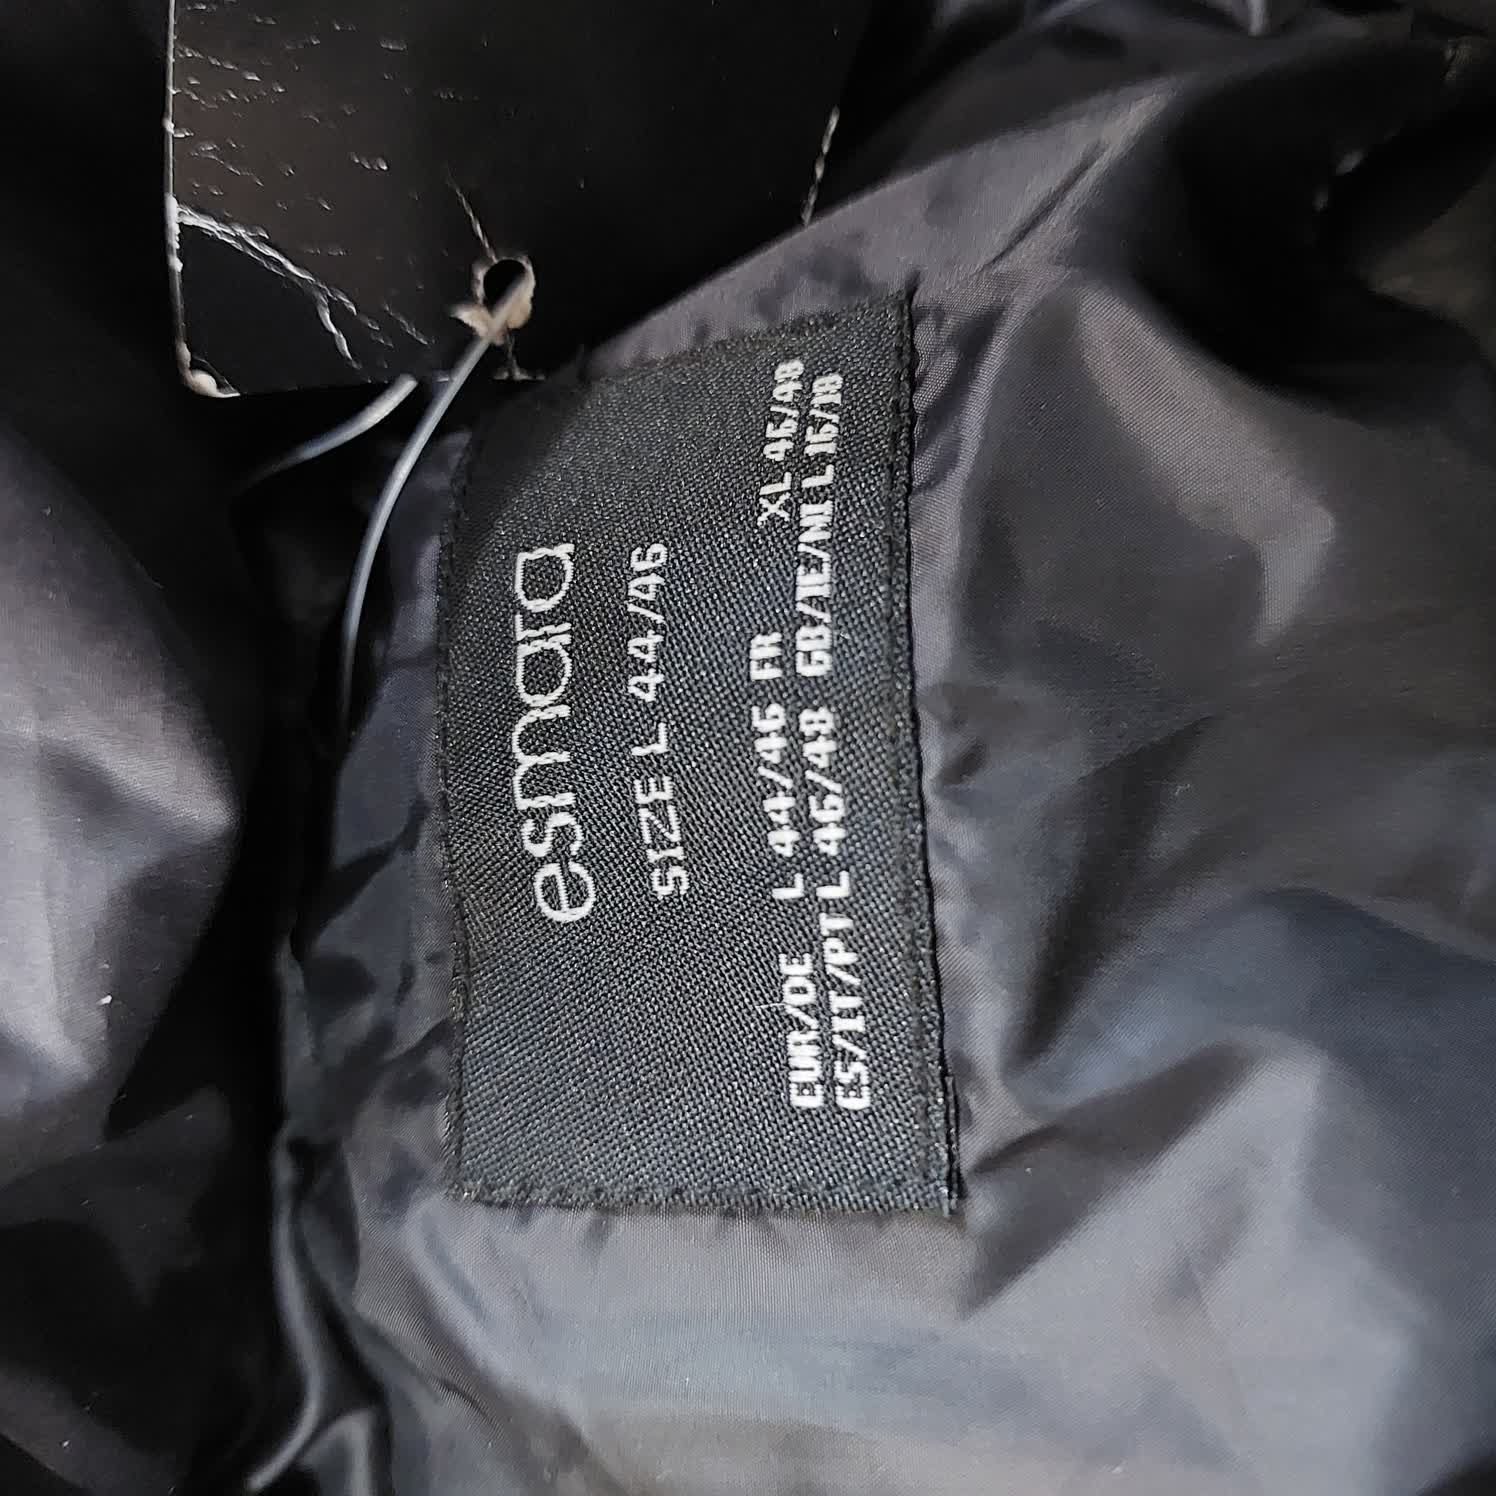 esmara
SIZE L 44/46
EUR/DE L 44/46 FR XL 46/48
ES/IT/PT L 46/48 GB/IE/NI L 16/18